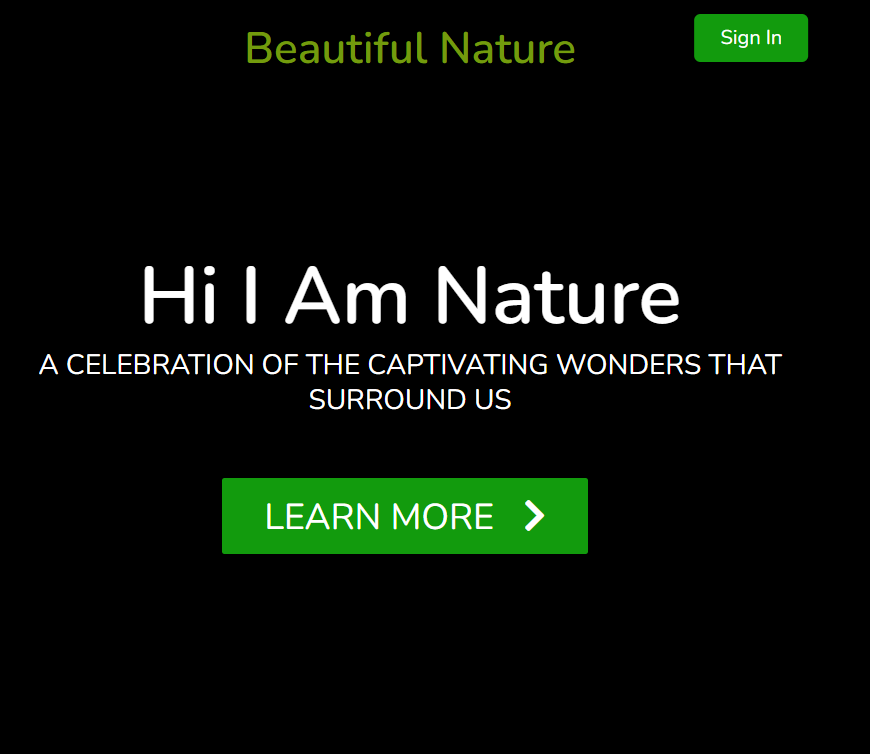 Beautiful Nature
Sign In
Hi I Am Nature
A CELEBRATION OF THE CAPTIVATING WONDERS THAT
SURROUND US
LEARN MORE